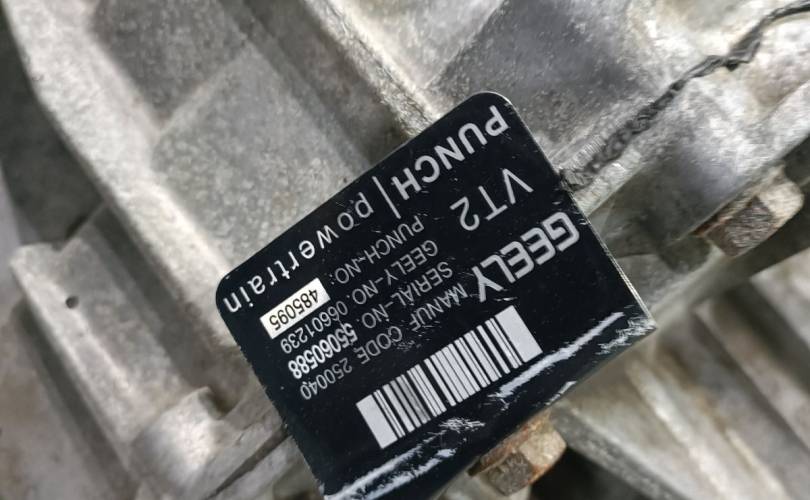 PUNCH | powertrain
VT2
GEELY
PUNCH-NO: 485095
GEELY-NO 06601239
SERIAL-NO 55060588
MANUF CODE 250040